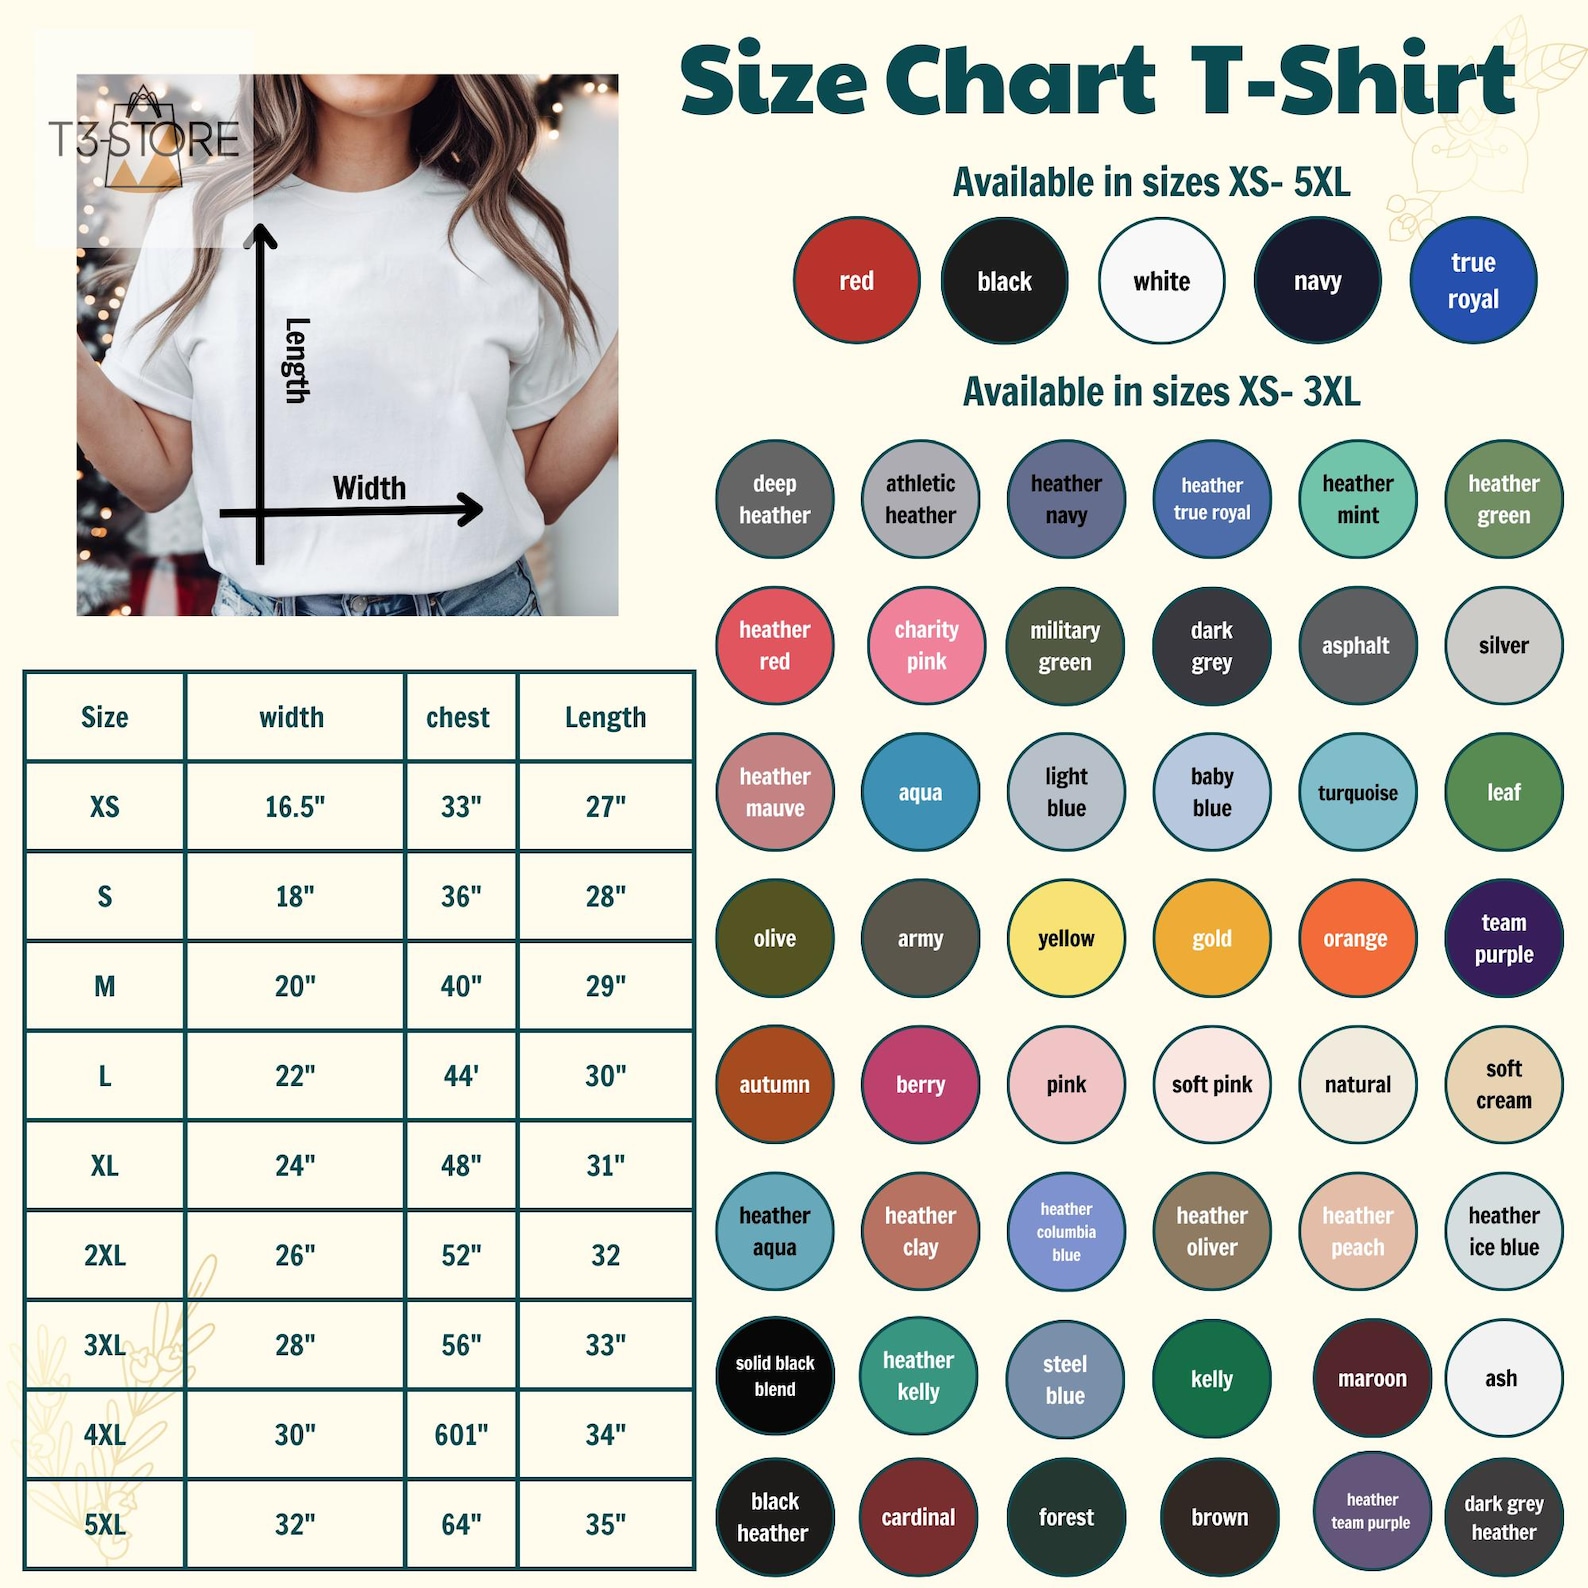 T3-STORE
Size Chart T-Shirt
Length
Width
Available in sizes XS- 5XL
red
black
white
navy
true
royal
Available in sizes XS- 3XL
deep
heather
athletic
heather
heather
navy
heather
true royal
heather
mint
heather
green
heather
red
charity
pink
military
green
dark
grey
asphalt
silver
heather
mauve
aqua
light
blue
baby
blue
turquoise
leaf
olive
army
yellow
gold
orange
team
purple
autumn
berry
pink
soft pink
natural
soft
cream
heather
aqua
heather
clay
heather
columbia
blue
heather
oliver
heather
peach
heather
ice blue
solid black
blend
heather
kelly
steel
blue
kelly
maroon
ash
black
heather
cardinal
forest
brown
heather
team purple
dark grey
heather
Size width chest Length
XS 16.5" 33" 27"
S 18" 36" 28"
M 20" 40" 29"
L 22" 44' 30"
XL 24" 48" 31"
2XL 26" 52" 32
3XL 28" 56" 33"
4XL 30" 601" 34"
5XL 32" 64" 35"